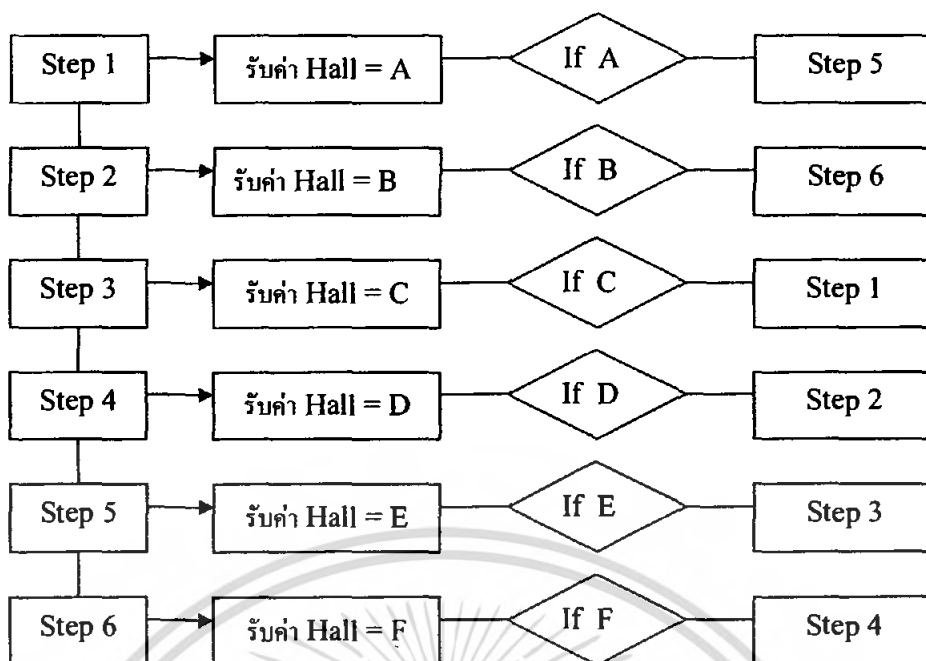 Step 1 รับค่า Hall = A If A Step 5
Step 2 รับค่า Hall = B If B Step 6
Step 3 รับค่า Hall = C If C Step 1
Step 4 รับค่า Hall = D If D Step 2
Step 5 รับค่า Hall = E If E Step 3
Step 6 รับค่า Hall = F If F Step 4